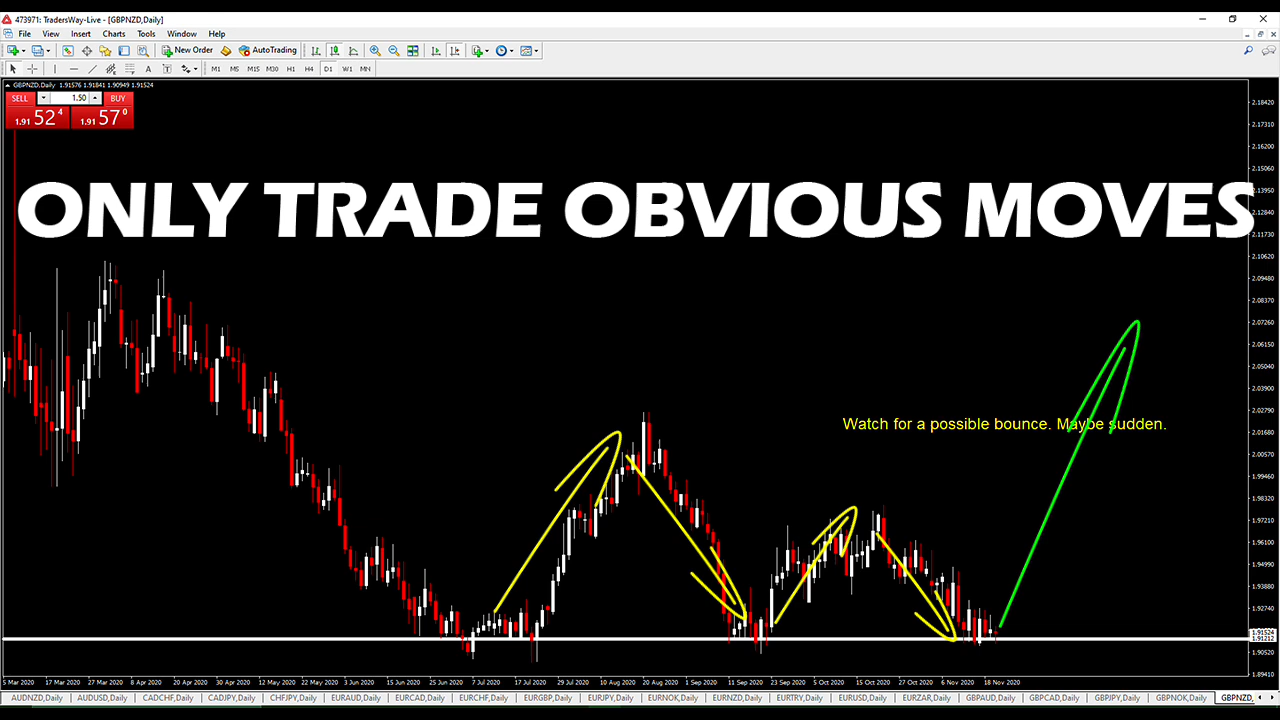 473971: TradersWay-Live - [GBPNZD,Daily]
File View Insert Charts Tools Window Help
New Order AutoTrading
A T M1 M5 M15 M30 H1 H4 D1 W1 MN
GBPNZD,Daily 1.91576 1.91841 1.90949 1.91524
SELL 1.50 BUY
1.91 52 4 1.91 57 0
ONLY TRADE OBVIOUS MOVES
Watch for a possible bounce. Maybe sudden.
2.18420
2.17310
2.16200
2.15060
2.13950
2.12840
2.11730
2.10620
2.09480
2.08370
2.07260
2.06150
2.05040
2.03900
2.02790
2.01680
2.00570
1.99460
1.98320
1.97210
1.96100
1.94990
1.93880
1.92740
1.91524
1.91212
1.90520
1.89410
5 Mar 2020 17 Mar 2020 27 Mar 2020 8 Apr 2020 20 Apr 2020 30 Apr 2020 12 May 2020 22 May 2020 3 Jun 2020 15 Jun 2020 25 Jun 2020 7 Jul 2020 17 Jul 2020 29 Jul 2020 10 Aug 2020 20 Aug 2020 1 Sep 2020 11 Sep 2020 23 Sep 2020 5 Oct 2020 15 Oct 2020 27 Oct 2020 6 Nov 2020 18 Nov 2020
AUDNZD,Daily AUDUSD,Daily CADCHF,Daily CADJPY,Daily CHFJPY,Daily EURAUD,Daily EURCAD,Daily EURCHF,Daily EURGBP,Daily EURJPY,Daily EURNOK,Daily EURNZD,Daily EURTRY,Daily EURUSD,Daily EURZAR,Daily GBPAUD,Daily GBPCAD,Daily GBPJPY,Daily GBPNOK,Daily GBPNZD,